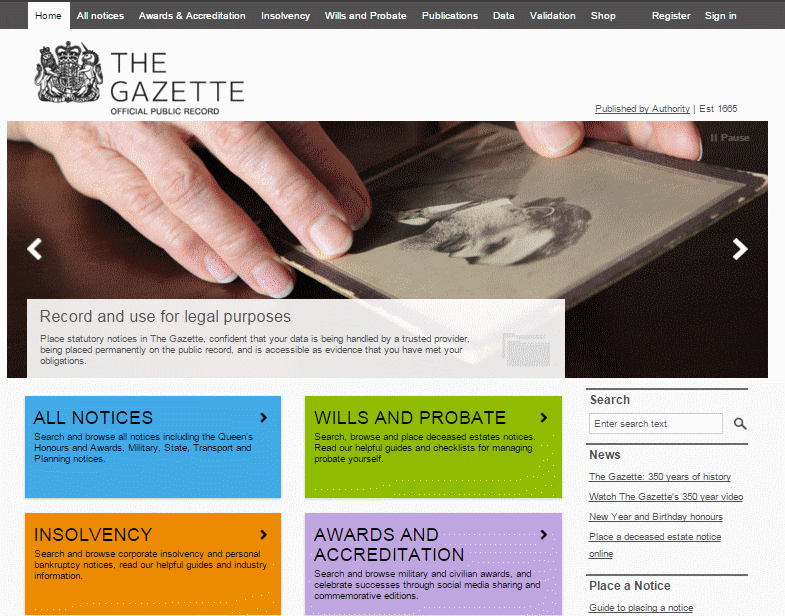 Home All notices Awards & Accreditation Insolvency Wills and Probate Publications Data Validation Shop Register Sign in
THE
GAZETTE
OFFICIAL PUBLIC RECORD
Published by Authority | Est 1665
Pause
Record and use for legal purposes
Place statutory notices in The Gazette, confident that your data is being handled by a trusted provider,
being placed permanently on the public record, and is accessible as evidence that you have met your
obligations.
ALL NOTICES
Search and browse all notices including the Queen's
Honours and Awards, Military, State, Transport and
Planning notices.
WILLS AND PROBATE
Search, browse and place deceased estates notices.
Read our helpful guides and checklists for managing
probate yourself.
INSOLVENCY
Search and browse corporate insolvency and personal
bankruptcy notices, read our helpful guides and industry
information.
AWARDS AND
ACCREDITATION
Search and browse military and civilian awards, and
celebrate successes through social media sharing and
commemorative editions.
Search
Enter search text
News
The Gazette: 350 years of history
Watch The Gazette's 350 year video
New Year and Birthday honours
Place a deceased estate notice
online
Place a Notice
Guide to placing a notice